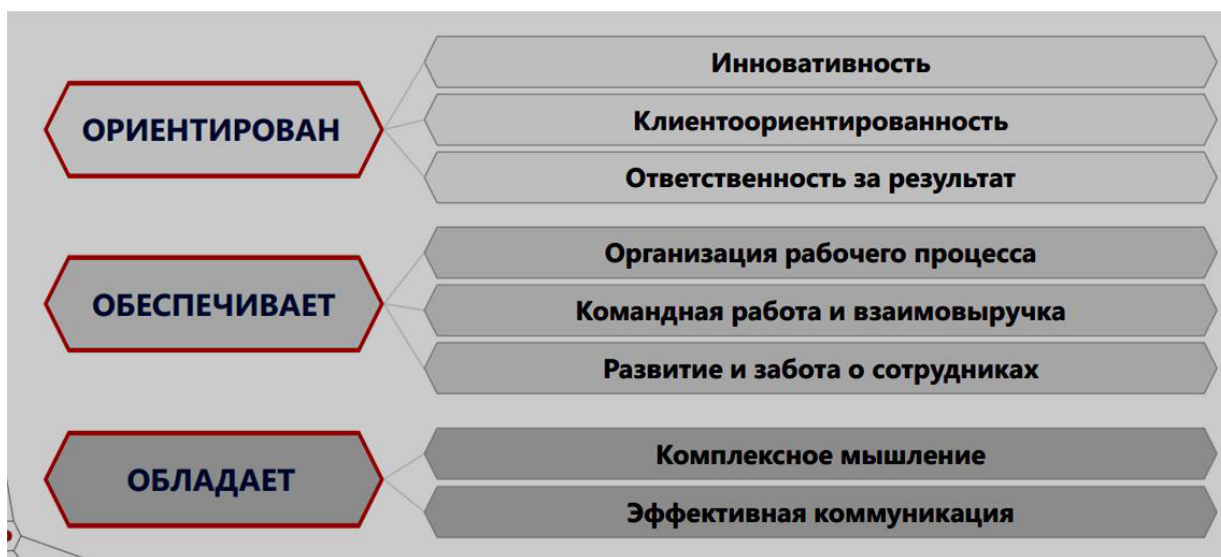 ОРИЕНТИРОВАН
Инновативность
Клиентоориентированность
Ответственность за результат
ОБЕСПЕЧИВАЕТ
Организация рабочего процесса
Командная работа и взаимовыручка
Развитие и забота о сотрудниках
ОБЛАДАЕТ
Комплексное мышление
Эффективная коммуникация